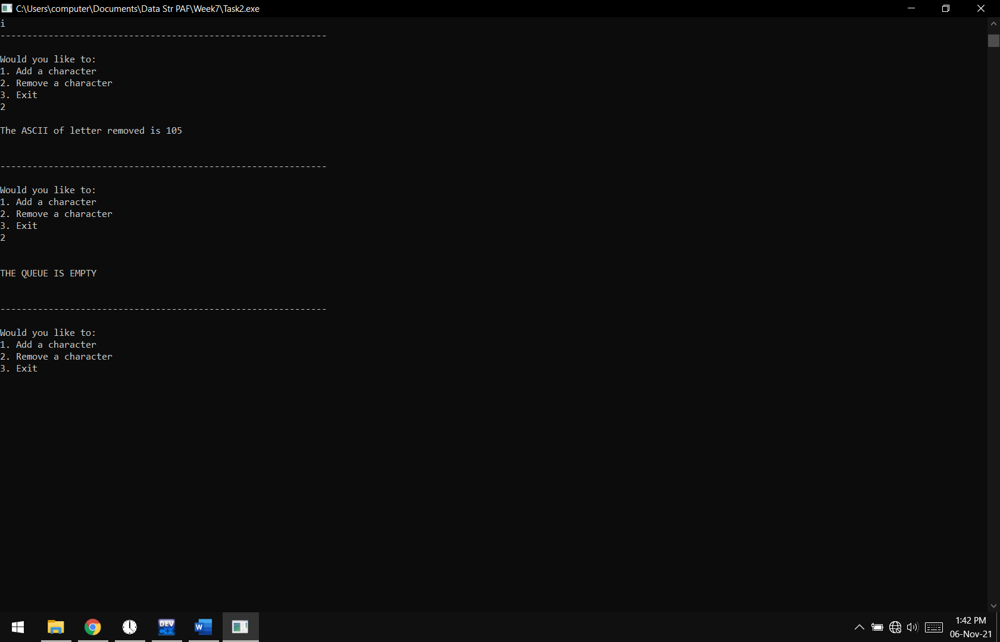 C:\Users\computer\Documents\Data Str PAF\Week7\Task2.exe
i
-------------------------------------------------------------
Would you like to:
1. Add a character
2. Remove a character
3. Exit
2
The ASCII of letter removed is 105
-------------------------------------------------------------
Would you like to:
1. Add a character
2. Remove a character
3. Exit
2
THE QUEUE IS EMPTY
-------------------------------------------------------------
Would you like to:
1. Add a character
2. Remove a character
3. Exit
DEV
C++
W
1:42 PM
06-Nov-21